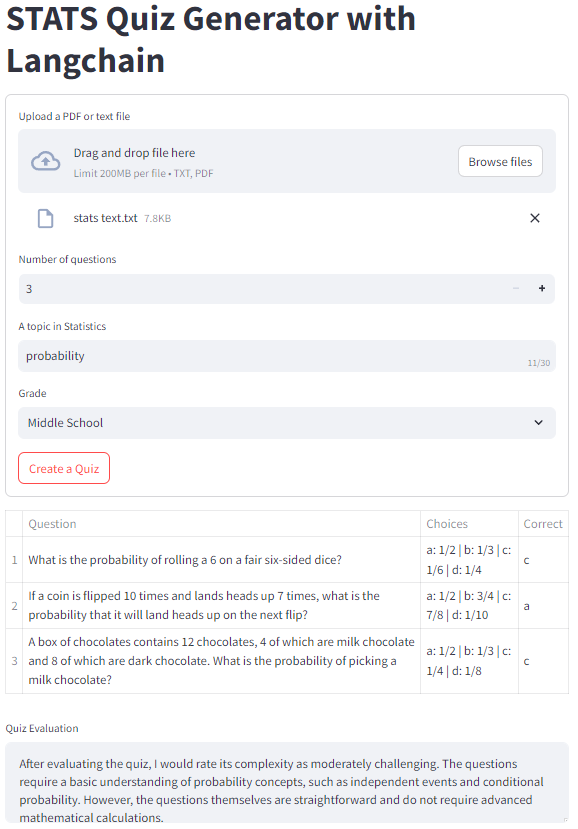 STATS Quiz Generator with
Langchain
Upload a PDF or text file
Drag and drop file here
Limit 200MB per file • TXT, PDF
Browse files
stats text.txt 7.8KB
Number of questions
3
A topic in Statistics
probability
11/30
Grade
Middle School
Create a Quiz
Question Choices Correct
1 What is the probability of rolling a 6 on a fair six-sided dice? a: 1/2 | b: 1/3 | c:
1/6 | d: 1/4 c
2 If a coin is flipped 10 times and lands heads up 7 times, what is the
probability that it will land heads up on the next flip? a: 1/2 | b: 3/4 | c:
7/8 | d: 1/10 a
3 A box of chocolates contains 12 chocolates, 4 of which are milk chocolate
and 8 of which are dark chocolate. What is the probability of picking a
milk chocolate? a: 1/2 | b: 1/3 | c:
1/4 | d: 1/8 c
Quiz Evaluation
After evaluating the quiz, I would rate its complexity as moderately challenging. The questions
require a basic understanding of probability concepts, such as independent events and conditional
probability. However, the questions themselves are straightforward and do not require advanced
mathematical calculations.